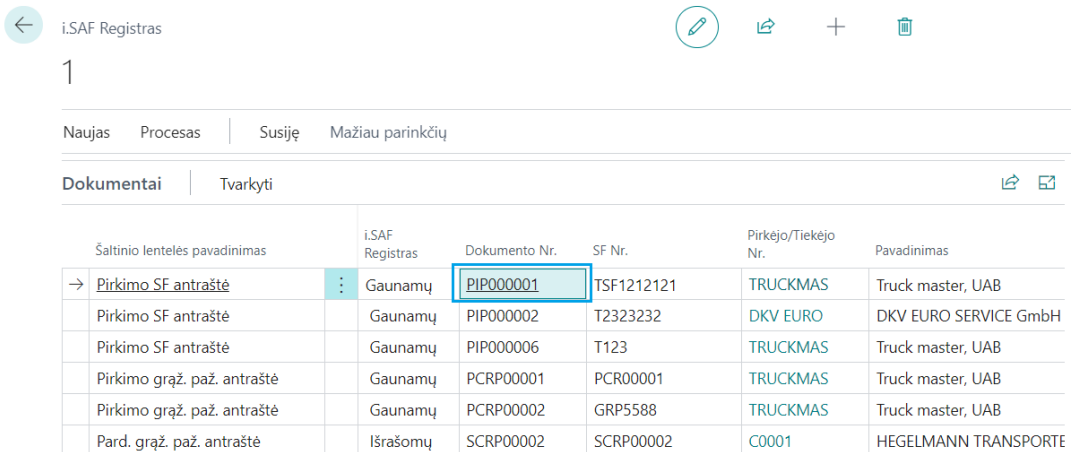 i.SAF Registras
1
Naujas Procesas Susiję Mažiau parinkčių
Dokumentai Tvarkyti
Šaltinio lentelės pavadinimas i.SAF Registras Dokumento Nr. SF Nr. Pirkėjo/Tiekėjo Nr. Pavadinimas
Pirkimo SF antraštė Gaunamų PIP000001 TSF1212121 TRUCKMAS Truck master, UAB
Pirkimo SF antraštė Gaunamų PIP000002 T2323232 DKV EURO DKV EURO SERVICE GmbH
Pirkimo SF antraštė Gaunamų PIP000006 T123 TRUCKMAS Truck master, UAB
Pirkimo grąž. paž. antraštė Gaunamų PCRP00001 PCR00001 TRUCKMAS Truck master, UAB
Pirkimo grąž. paž. antraštė Gaunamų PCRP00002 GRP5588 TRUCKMAS Truck master, UAB
Pard. grąž. paž. antraštė Išrašomų SCRP00002 SCRP00002 C0001 HEGELMANN TRANSPORTE